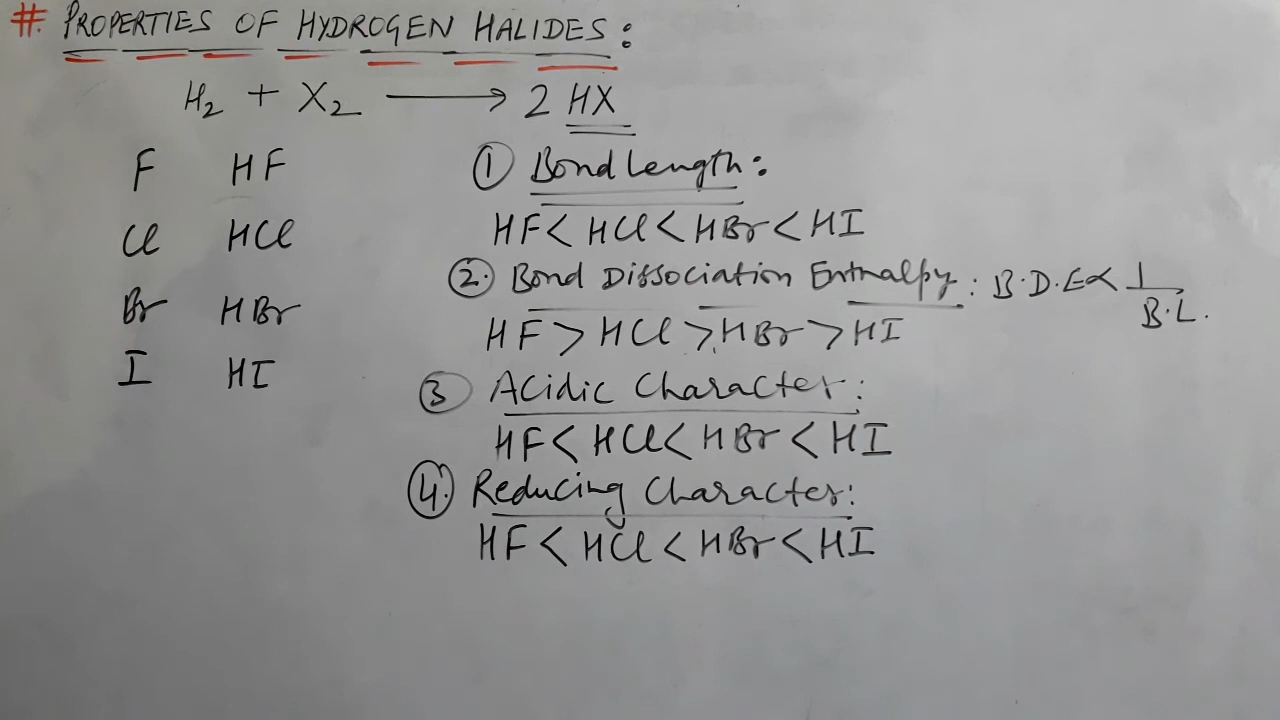 # PROPERTIES OF HYDROGEN HALIDES:
H₂ + X₂ ⟶ 2 HX
F HF
Cl HCl
Br HBr
I HI
① Bond length:
HF < HCl < HBr < HI
②. Bond Dissociation Enthalpy: B.D.E ∝ 1/B.L.
HF > HCl > HBr > HI
③ Acidic Character:
HF < HCl < HBr < HI
④. Reducing Character:
HF < HCl < HBr < HI